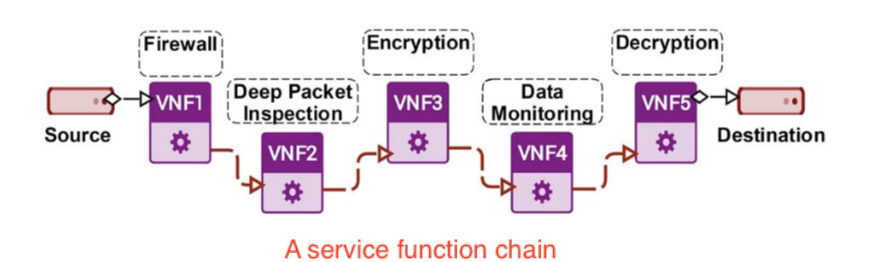 Firewall
Encryption
Decryption
Deep Packet
Inspection
Data
Monitoring
VNF1
VNF3
VNF5
Source
Destination
VNF2
VNF4
A service function chain